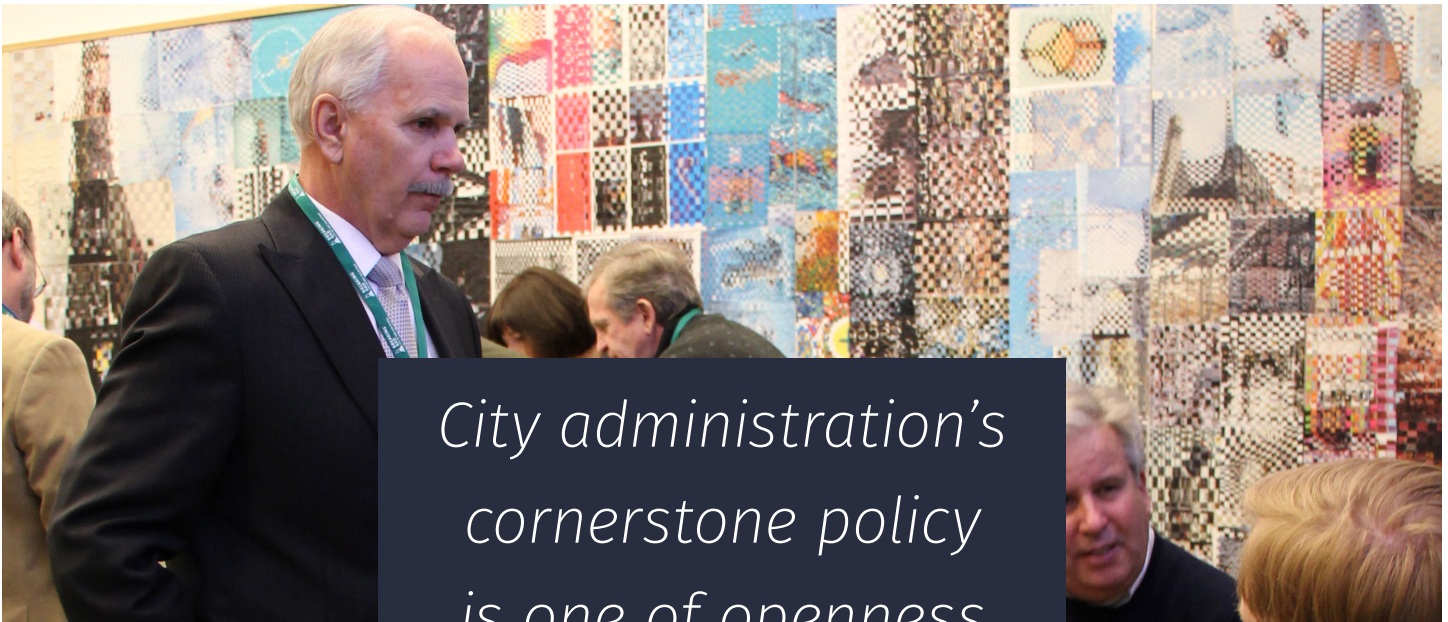 City administration’s
cornerstone policy
is one of openness